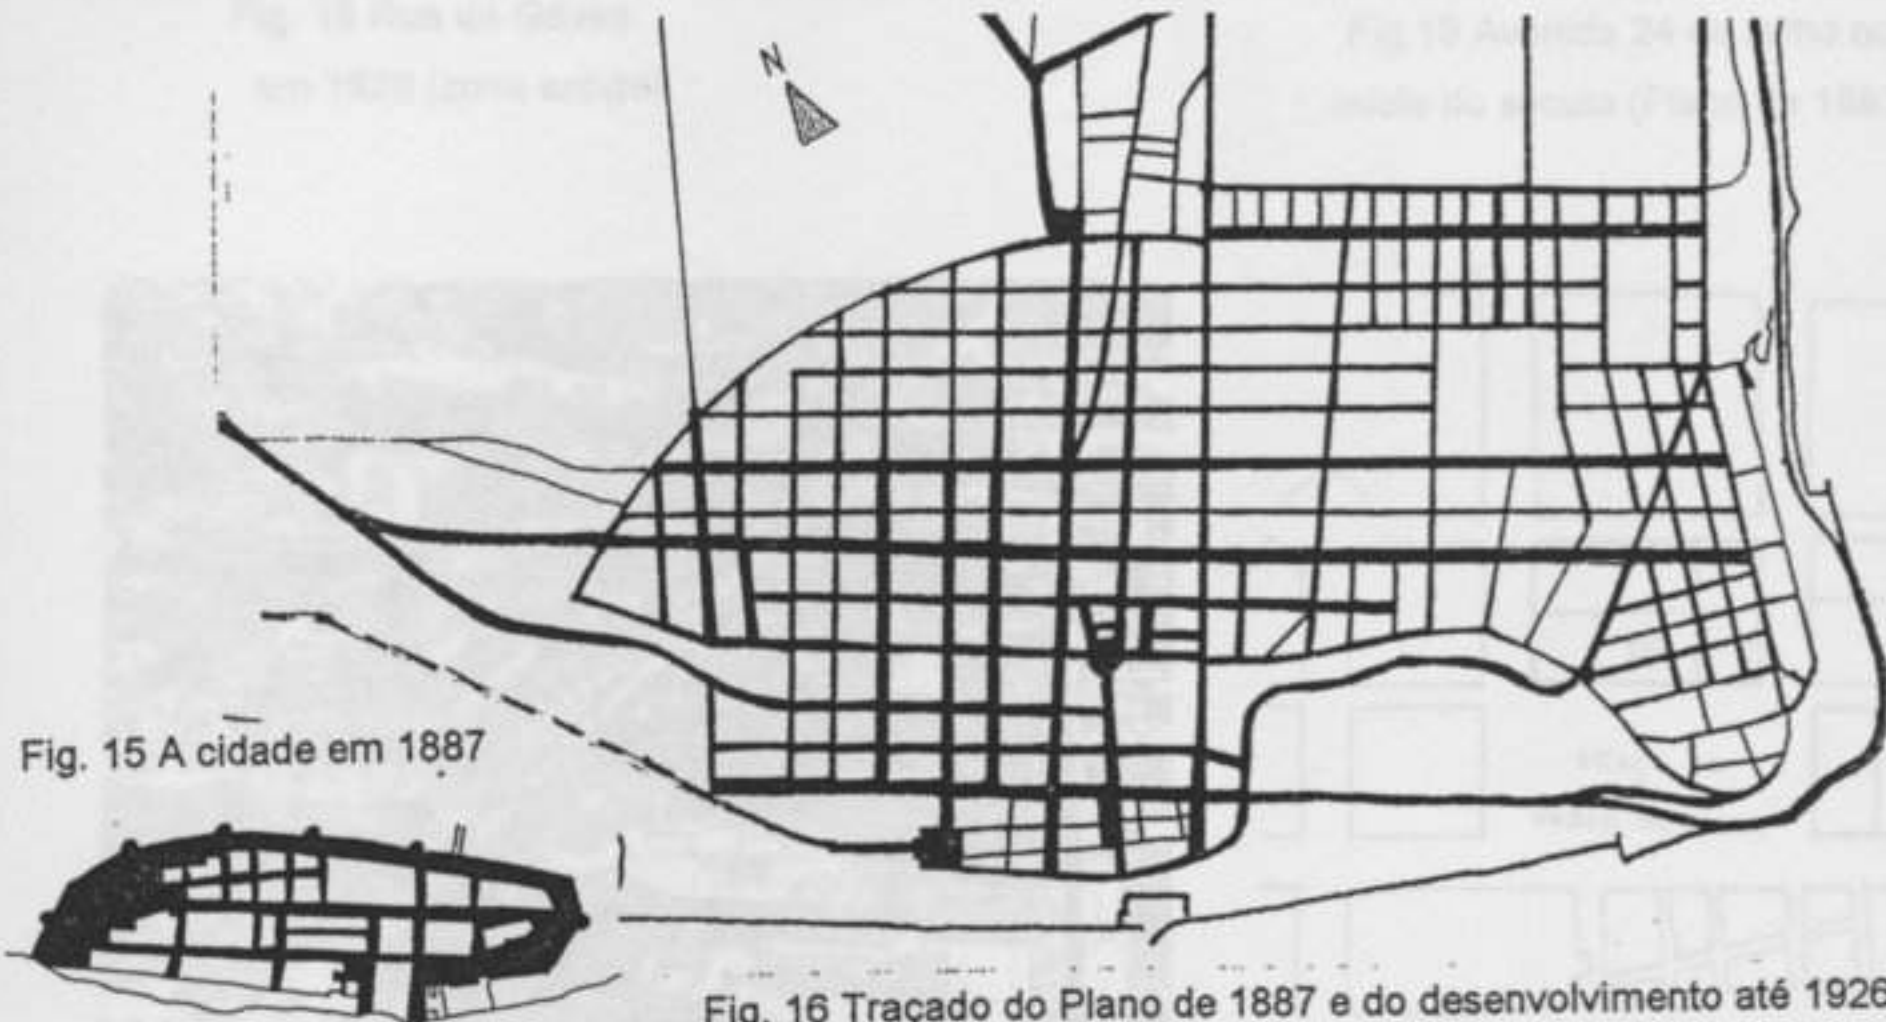 N
Fig. 15 A cidade em 1887
Fig. 16 Traçado do Plano de 1887 e do desenvolvimento até 1926